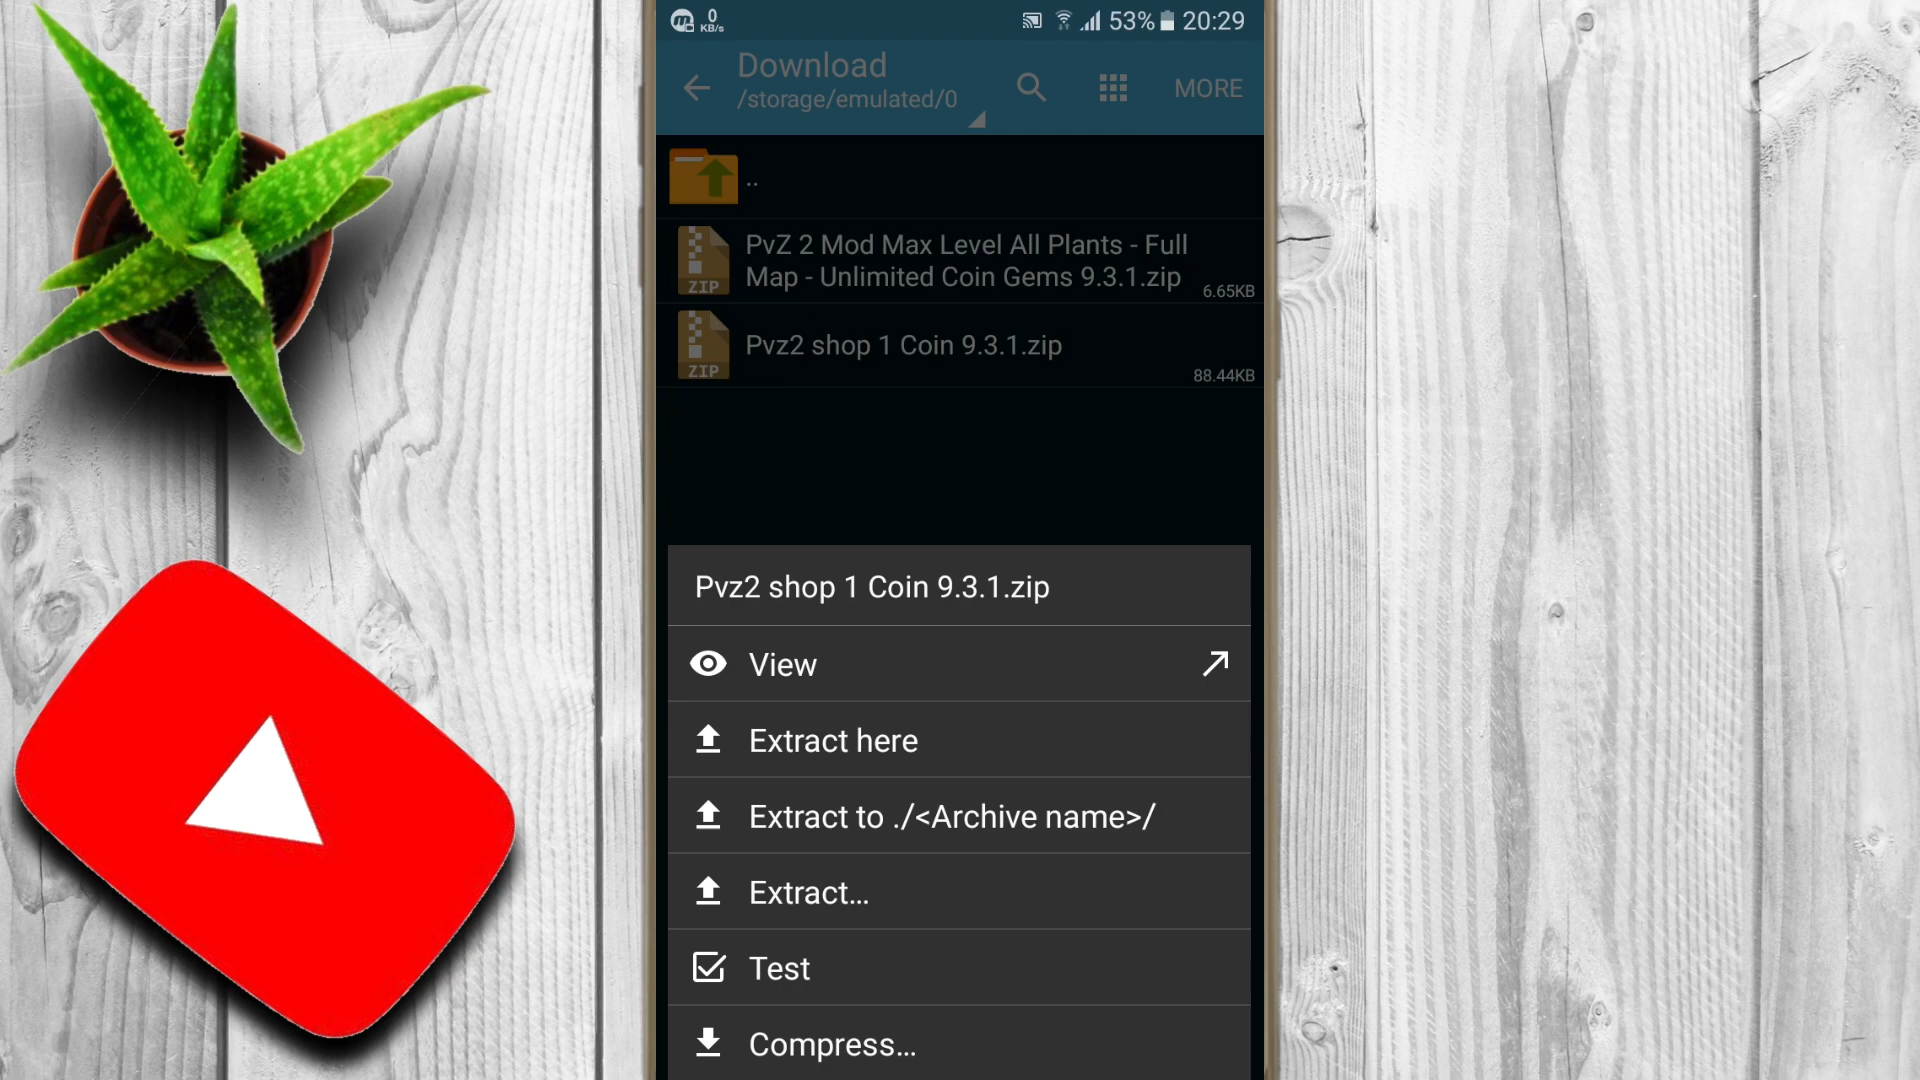 0
KB/s
53%
20:29
Download
/storage/emulated/0
MORE
..
PvZ 2 Mod Max Level All Plants - Full
Map - Unlimited Coin Gems 9.3.1.zip
ZIP
6.65KB
Pvz2 shop 1 Coin 9.3.1.zip
ZIP
88.44KB
Pvz2 shop 1 Coin 9.3.1.zip
View
Extract here
Extract to ./<Archive name>/
Extract...
Test
Compress...